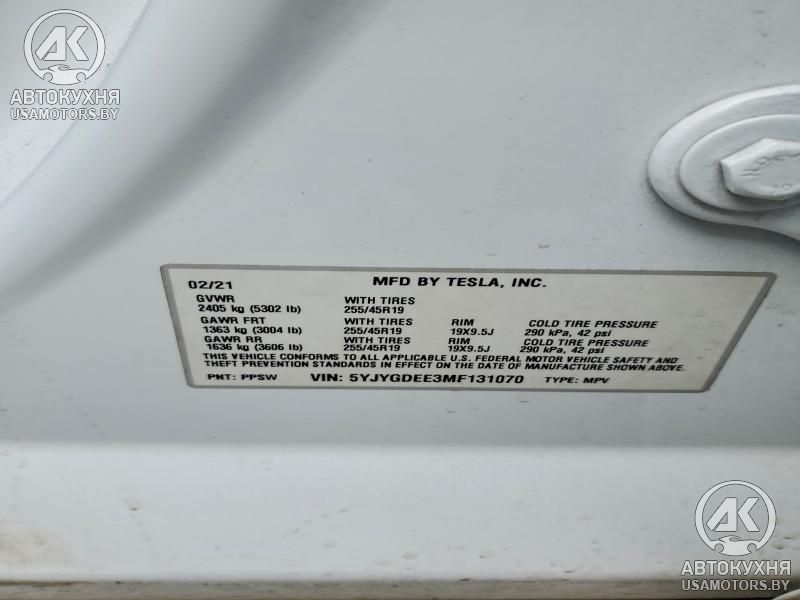 AK
АВТОКУХНЯ
USAMOTORS.BY
02/21 MFD BY TESLA, INC.
GVWR WITH TIRES
2405 kg (5302 lb) 255/45R19
GAWR FRT WITH TIRES RIM COLD TIRE PRESSURE
1363 kg (3004 lb) 255/45R19 19X9.5J 290 kPa, 42 psi
GAWR RR WITH TIRES RIM COLD TIRE PRESSURE
1636 kg (3606 lb) 255/45R19 19X9.5J 290 kPa, 42 psi
THIS VEHICLE CONFORMS TO ALL APPLICABLE U.S. FEDERAL MOTOR VEHICLE SAFETY AND
THEFT PREVENTION STANDARDS IN EFFECT ON THE DATE OF MANUFACTURE SHOWN ABOVE.
PNT: PPSW VIN: 5YJYGDEE3MF131070 TYPE: MPV
AK
АВТОКУХНЯ
USAMOTORS.BY